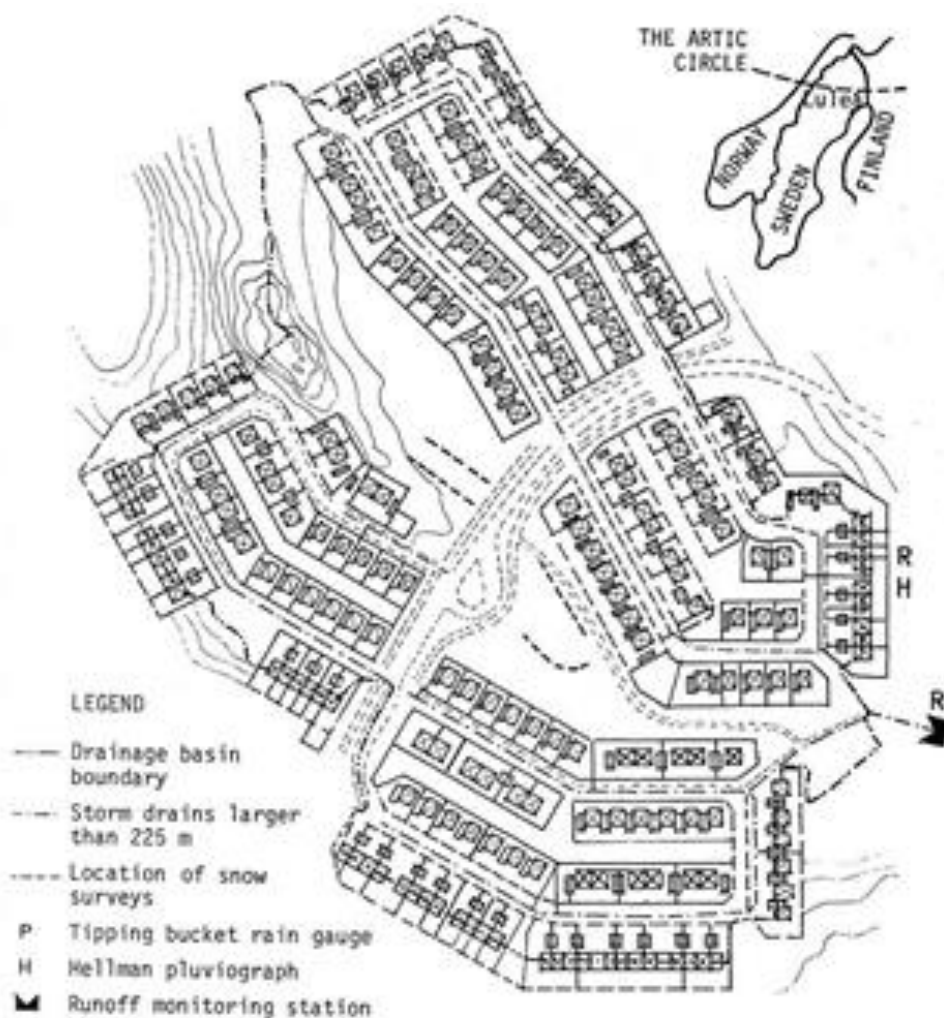 THE ARTIC
CIRCLE
Lulea
NORWAY
SWEDEN
FINLAND
R
H
R
LEGEND
Drainage basin
boundary
Storm drains larger
than 225 m
Location of snow
surveys
P Tipping bucket rain gauge
H Hellman pluviograph
Runoff monitoring station